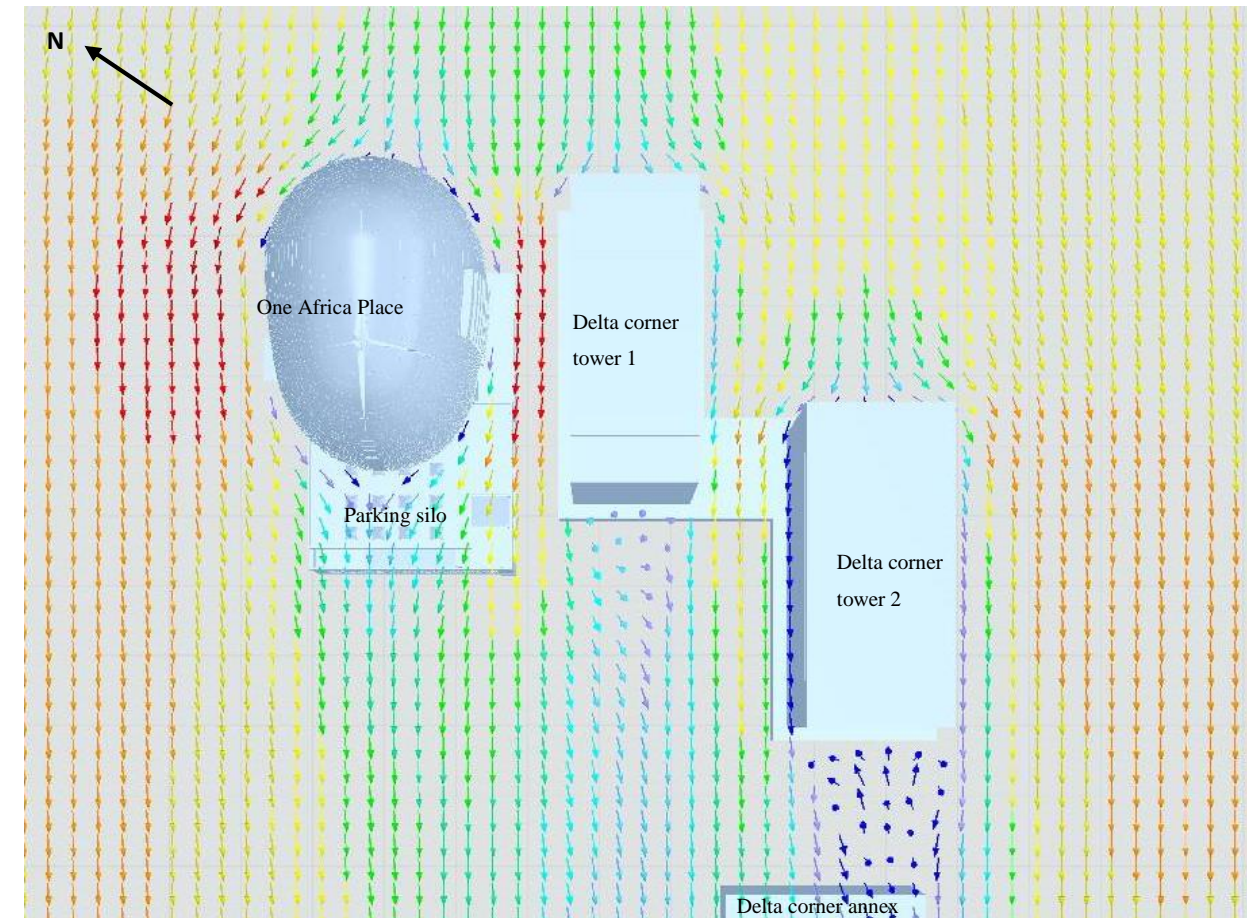 N
One Africa Place
Delta corner
tower 1
Parking silo
Delta corner
tower 2
Delta corner annex